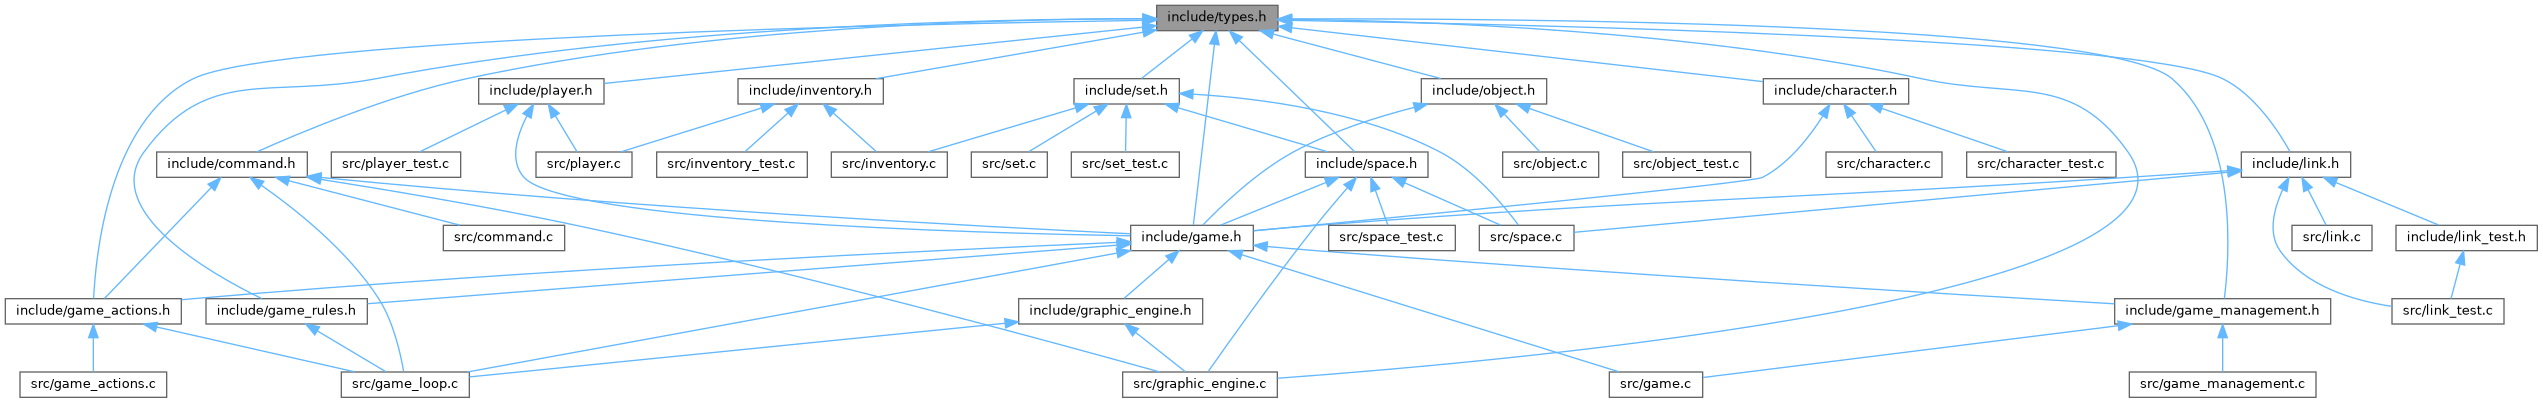 include/types.h
include/player.h
include/inventory.h
include/set.h
include/object.h
include/character.h
include/command.h
src/player_test.c
src/player.c
src/inventory_test.c
src/inventory.c
src/set.c
src/set_test.c
include/space.h
src/object.c
src/object_test.c
src/character.c
src/character_test.c
include/link.h
src/command.c
include/game.h
src/space_test.c
src/space.c
src/link.c
include/link_test.h
include/game_actions.h
include/game_rules.h
include/graphic_engine.h
include/game_management.h
src/link_test.c
src/game_actions.c
src/game_loop.c
src/graphic_engine.c
src/game.c
src/game_management.c